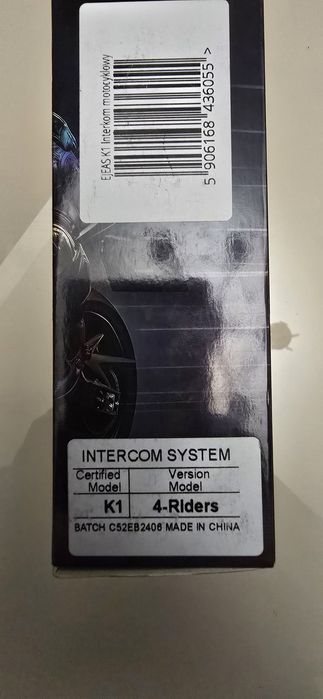 EJEAS K1 Interkom motocyklowy
5 906168 436055 >
INTERCOM SYSTEM
Certified Model Version Model
K1 4-Riders
BATCH C52EB2406 MADE IN CHINA